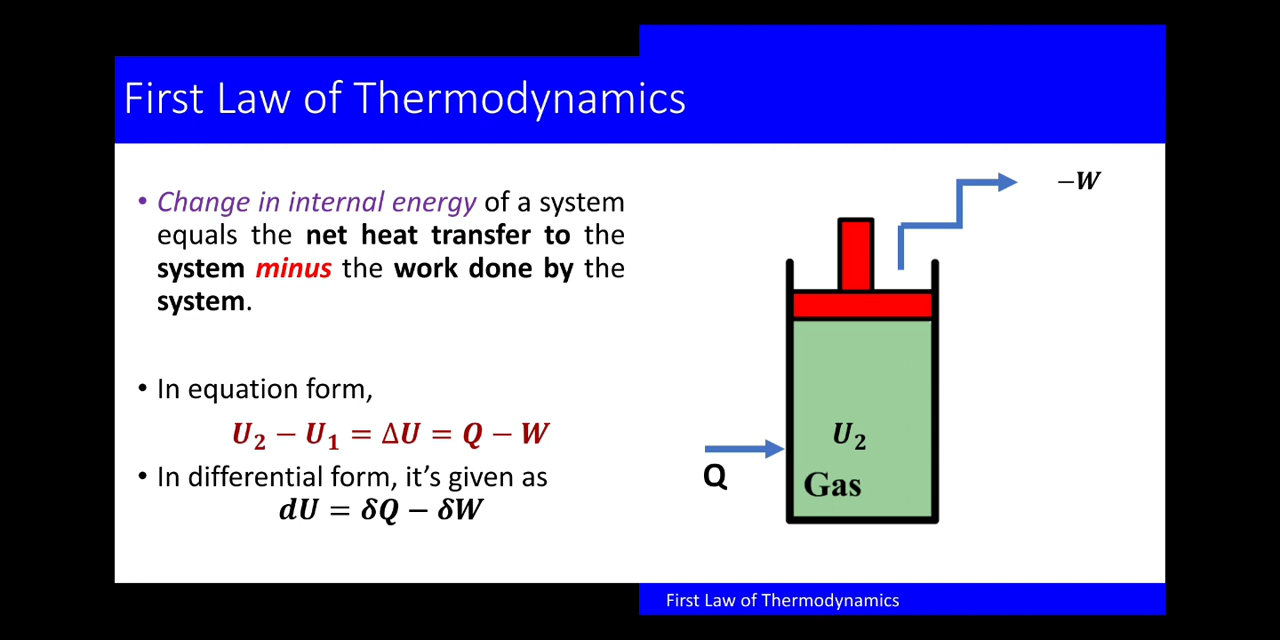 First Law of Thermodynamics
• Change in internal energy of a system
equals the net heat transfer to the
system minus the work done by the
system.
• In equation form,
U₂ − U₁ = ΔU = Q − W
• In differential form, it’s given as
dU = δQ − δW
−W
Q
U₂
Gas
First Law of Thermodynamics